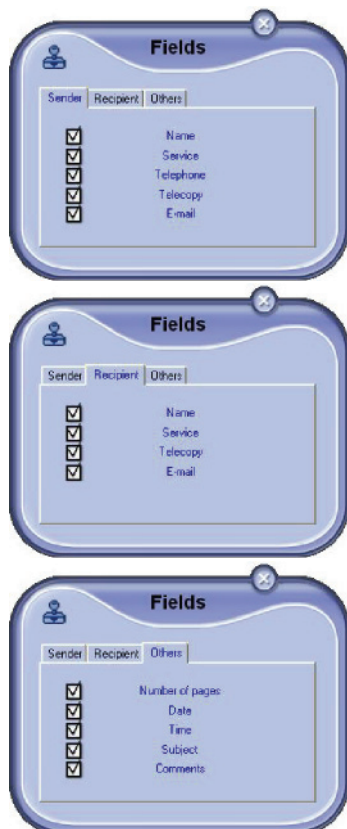 Fields
Sender Recipient Others
Name
Service
Telephone
Telecopy
E-mail
Fields
Sender Recipient Others
Name
Service
Telecopy
E-mail
Fields
Sender Recipient Others
Number of pages
Date
Time
Subject
Comments